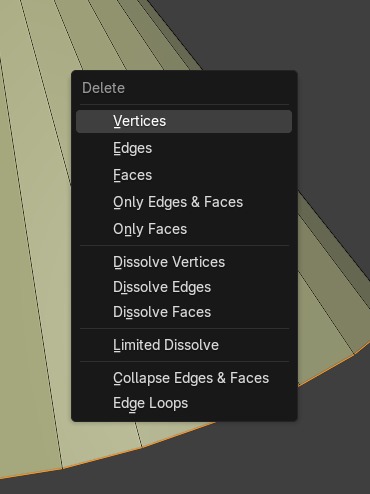 Delete
Vertices
Edges
Faces
Only Edges & Faces
Only Faces
Dissolve Vertices
Dissolve Edges
Dissolve Faces
Limited Dissolve
Collapse Edges & Faces
Edge Loops